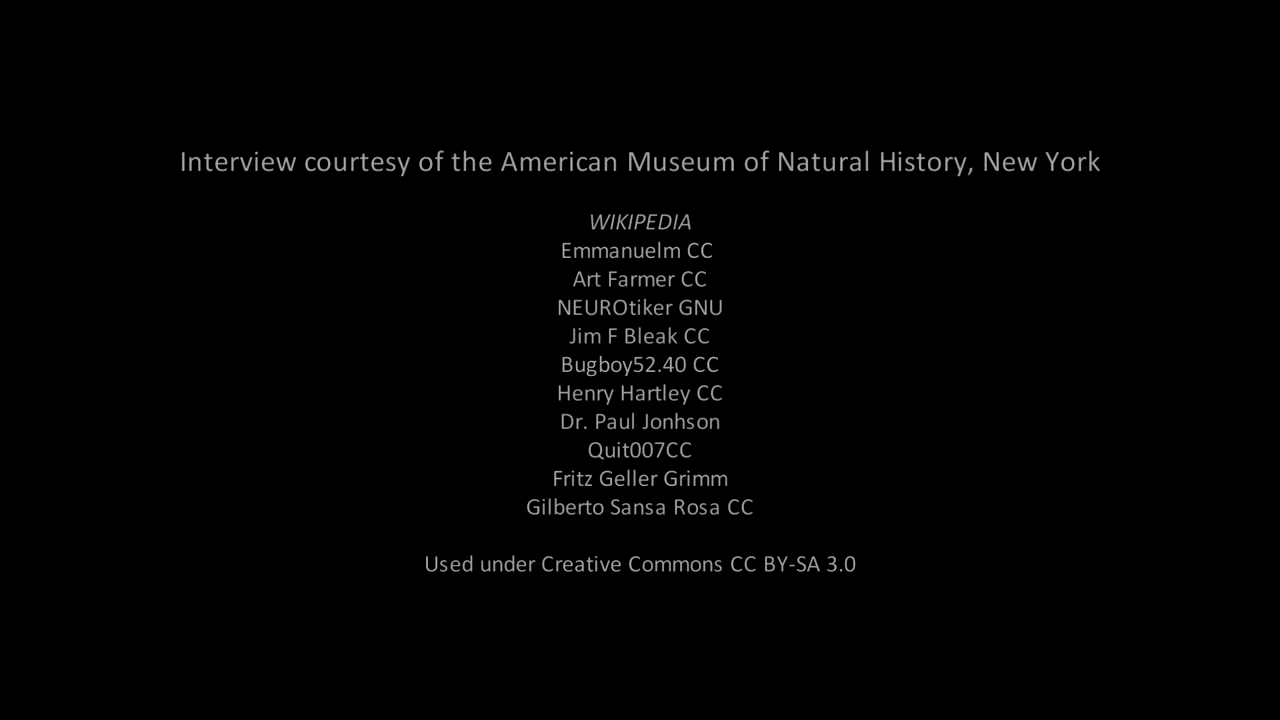 Interview courtesy of the American Museum of Natural History, New York
WIKIPEDIA
Emmanuelm CC
Art Farmer CC
NEUROtiker GNU
Jim F Bleak CC
Bugboy52.40 CC
Henry Hartley CC
Dr. Paul Jonhson
Quit007CC
Fritz Geller Grimm
Gilberto Sansa Rosa CC
Used under Creative Commons CC BY-SA 3.0